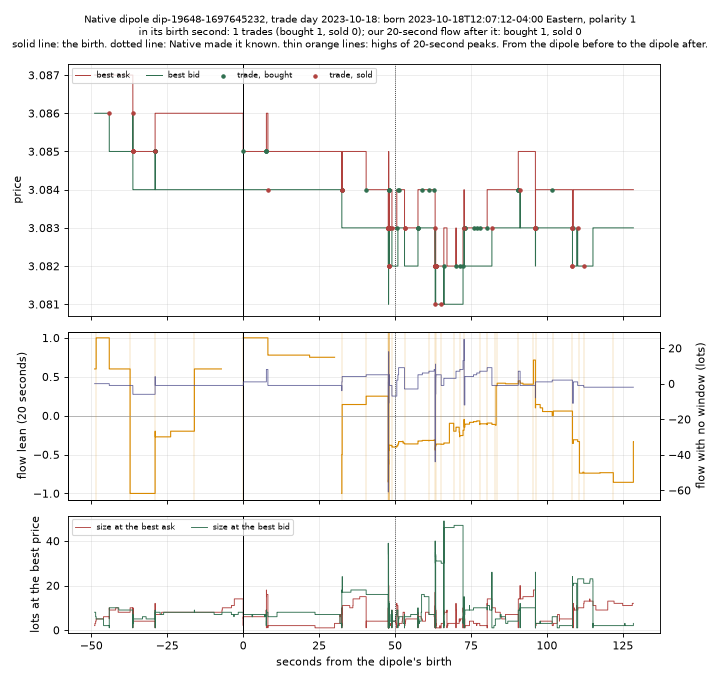 Native dipole dip-19648-1697645232, trade day 2023-10-18: born 2023-10-18T12:07:12-04:00 Eastern, polarity 1
in its birth second: 1 trades (bought 1, sold 0); our 20-second flow after it: bought 1, sold 0
solid line: the birth. dotted line: Native made it known. thin orange lines: highs of 20-second peaks. From the dipole before to the dipole after.
best ask
best bid
trade, bought
trade, sold
3.087
3.086
3.085
3.084
3.083
3.082
3.081
price
1.0
0.5
0.0
−0.5
−1.0
flow lean (20 seconds)
20
0
−20
−40
−60
flow with no window (lots)
size at the best ask
size at the best bid
40
20
0
lots at the best price
−50
−25
0
25
50
75
100
125
seconds from the dipole's birth